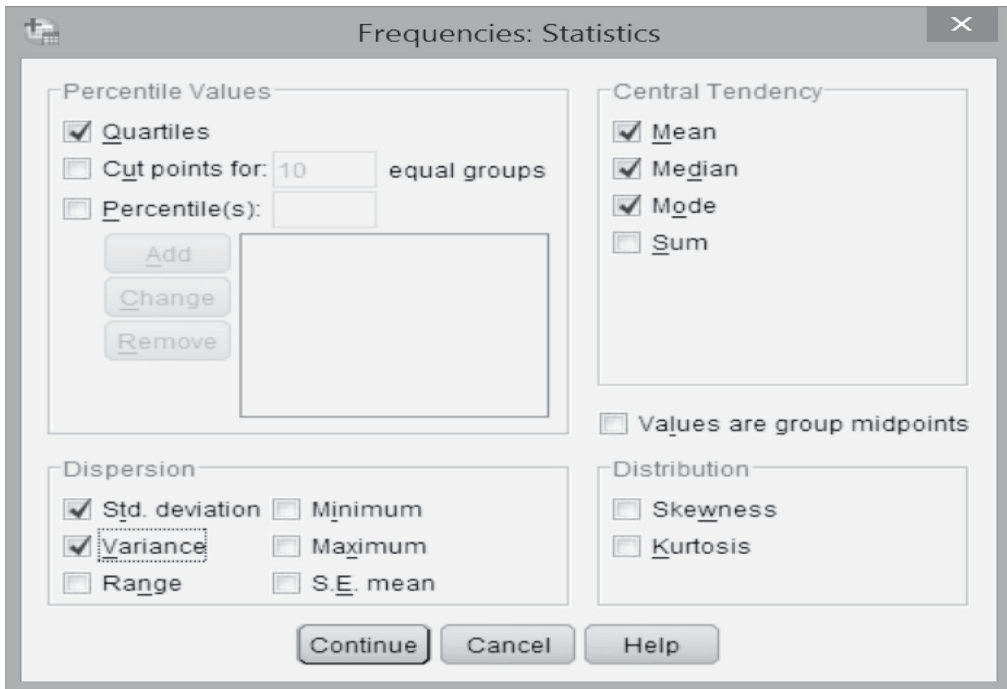 Frequencies: Statistics
Percentile Values
Quartiles
Cut points for: 10 equal groups
Percentile(s):
Add
Change
Remove
Central Tendency
Mean
Median
Mode
Sum
Values are group midpoints
Dispersion
Std. deviation
Minimum
Variance
Maximum
Range
S.E. mean
Distribution
Skewness
Kurtosis
Continue
Cancel
Help